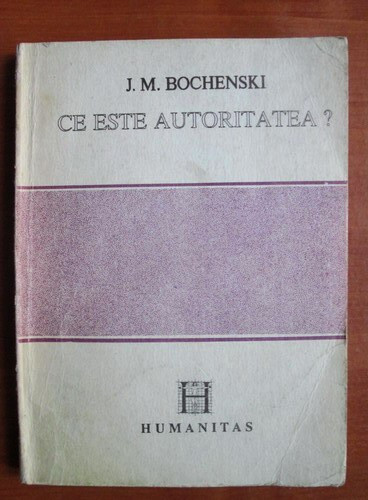 J. M. BOCHENSKI
CE ESTE AUTORITATEA ?
H
HUMANITAS